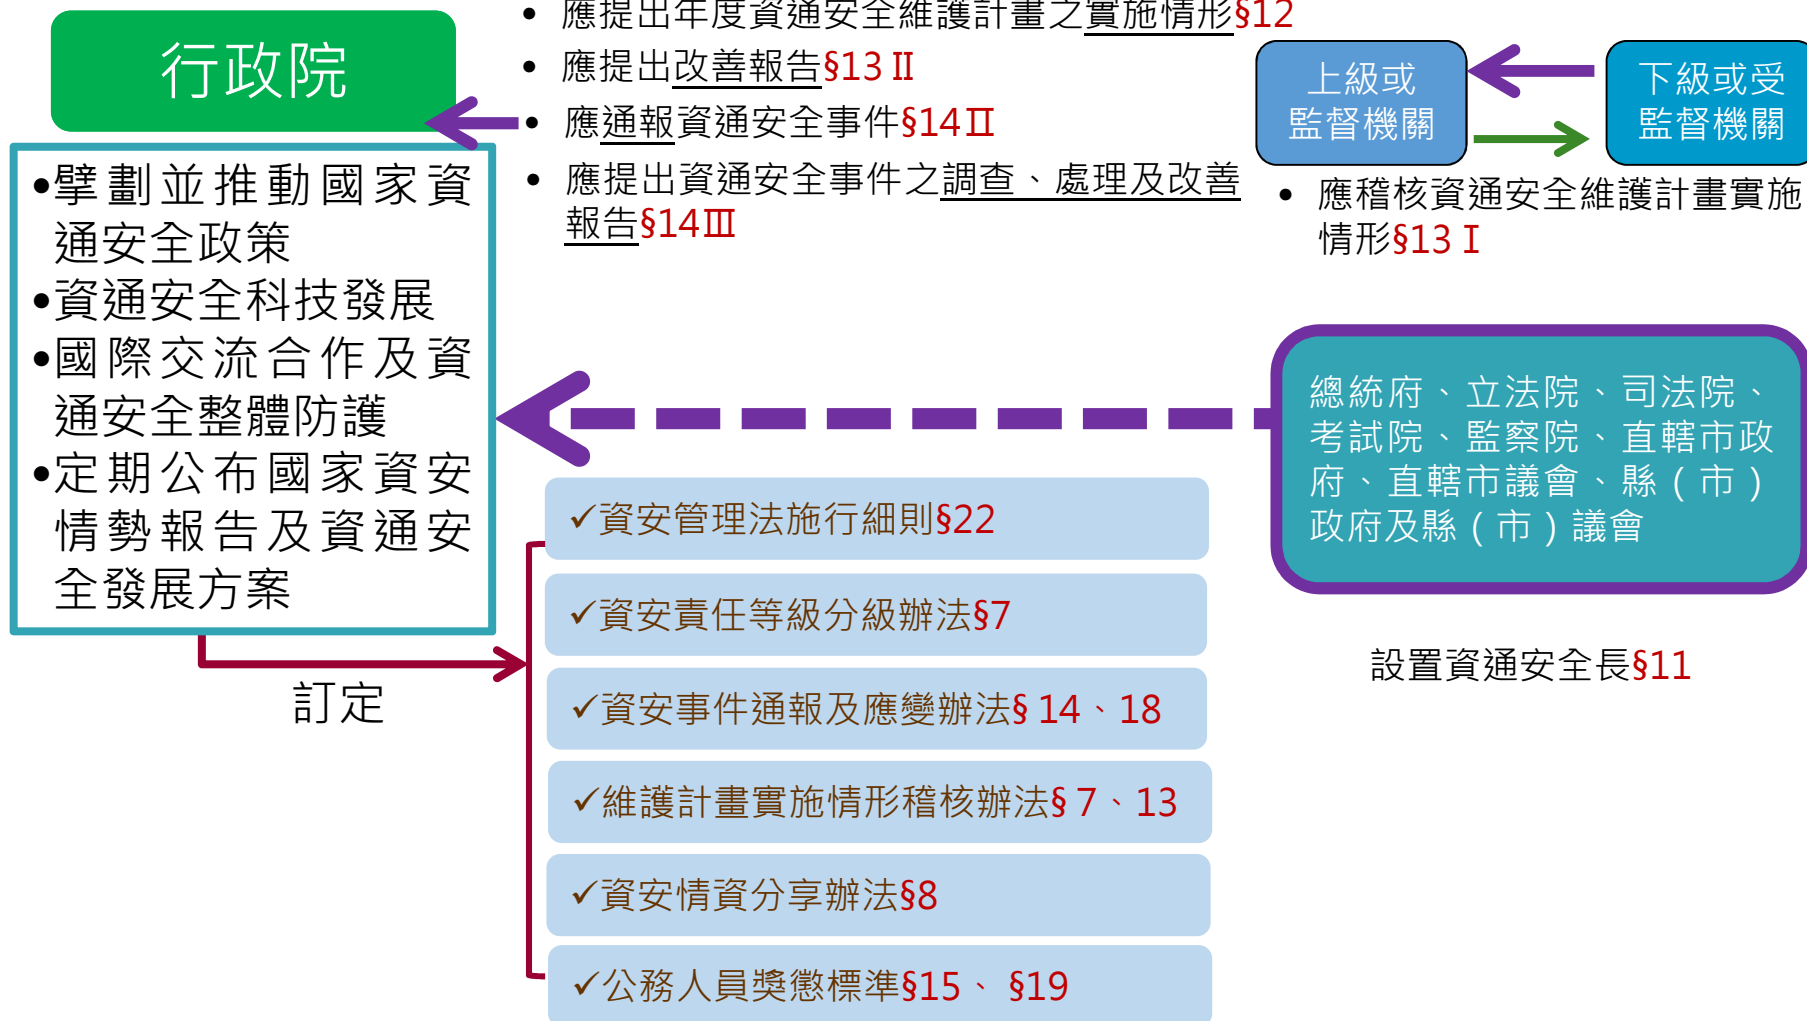 行政院
•擘劃並推動國家資
通安全政策
•資通安全科技發展
•國際交流合作及資
通安全整體防護
•定期公布國家資安
情勢報告及資通安
全發展方案
• 應提出年度資通安全維護計畫之實施情形§12
• 應提出改善報告§13 II
• 應通報資通安全事件§14Ⅱ
• 應提出資通安全事件之調查、處理及改善
報告§14Ⅲ
上級或
監督機關
下級或受
監督機關
• 應稽核資通安全維護計畫實施
情形§13 I
總統府、立法院、司法院、
考試院、監察院、直轄市政
府、直轄市議會、縣(市)
政府及縣(市)議會
設置資通安全長§11
訂定
✓資安管理法施行細則§22
✓資安責任等級分級辦法§7
✓資安事件通報及應變辦法§ 14、18
✓維護計畫實施情形稽核辦法§ 7、13
✓資安情資分享辦法§8
✓公務人員獎懲標準§15、 §19